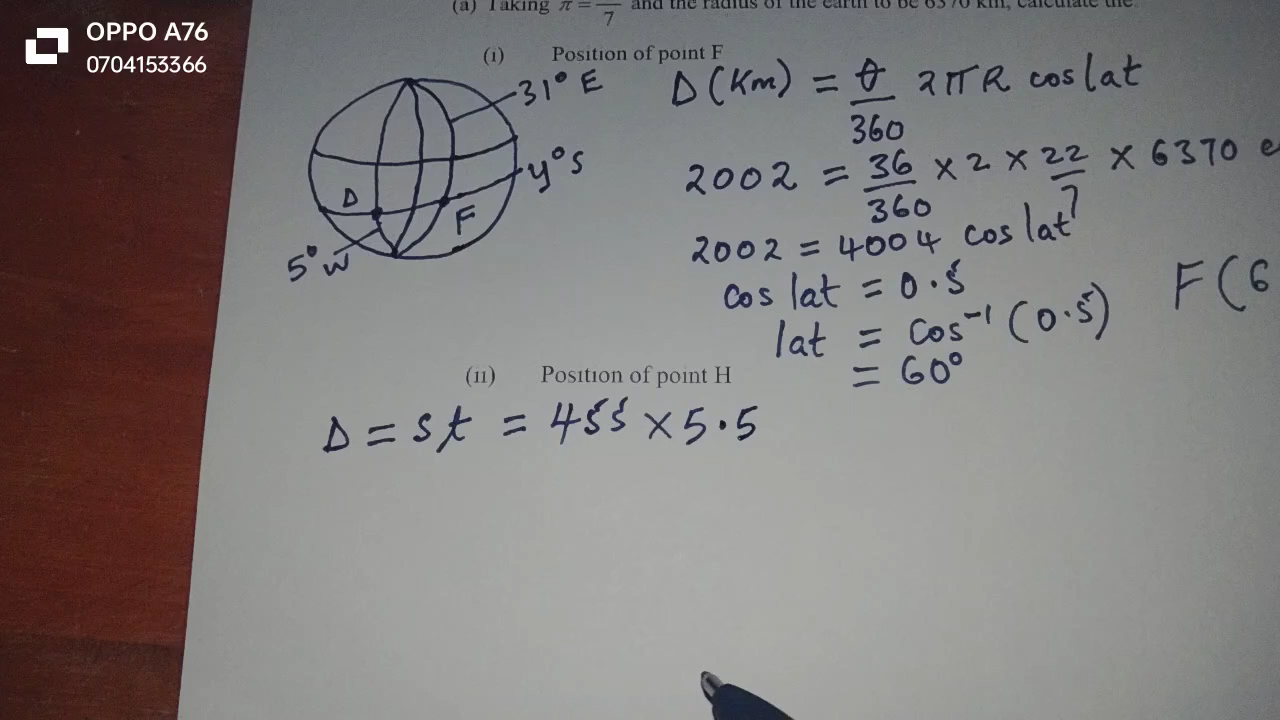 OPPO A76
0704153366
(a) Taking π = — 7 and the radius of the earth to be 6370 km, calculate the
(i) Position of point F
31° E
y° S
D
F
5° W
D (Km) = θ/360 2πR cos lat
2002 = 36/360 × 2 × 22/7 × 6370 c
2002 = 4004 cos lat
cos lat = 0.5
lat = cos⁻¹ (0.5)
= 60°
F (6
(ii) Position of point H
D = st = 455 × 5.5